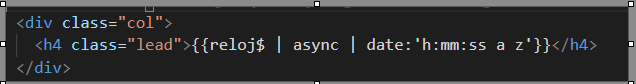 <div class="col">
<h4 class="lead">{{reloj$ | async | date:'h:mm:ss a z'}}</h4>
</div>